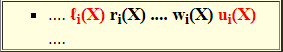 ▪ .... ℓᵢ(X) rᵢ(X) .... wᵢ(X) uᵢ(X)
....